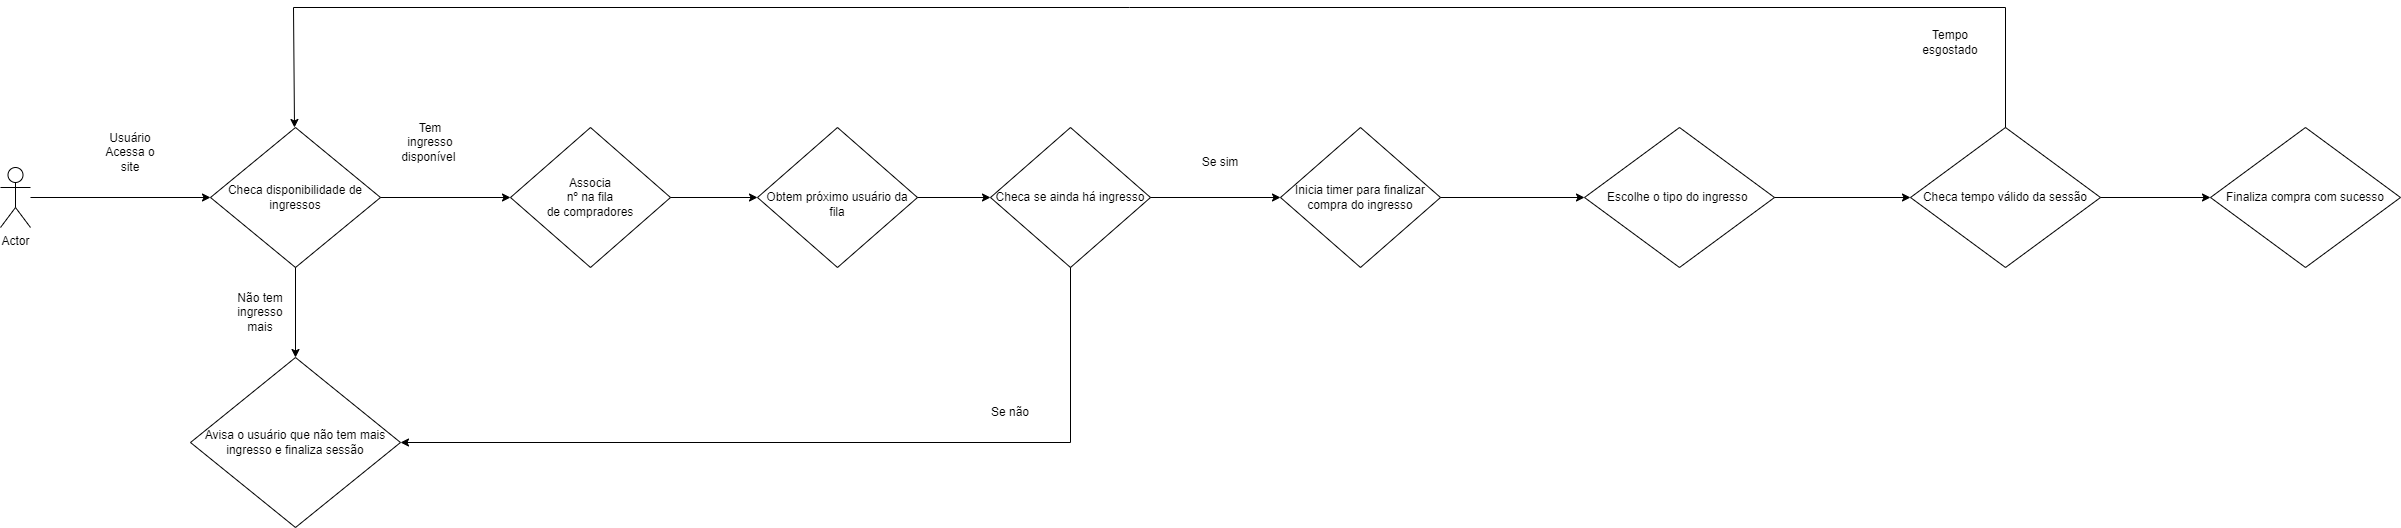 Tempo
esgostado
Usuário
Acessa o
site
Tem
ingresso
disponível
Se sim
Actor
Checa disponibilidade de
ingressos
Associa
nº na fila
de compradores
Obtem próximo usuário da
fila
Checa se ainda há ingresso
Inicia timer para finalizar
compra do ingresso
Escolhe o tipo do ingresso
Checa tempo válido da sessão
Finaliza compra com sucesso
Não tem
ingresso
mais
Se não
Avisa o usuário que não tem mais
ingresso e finaliza sessão